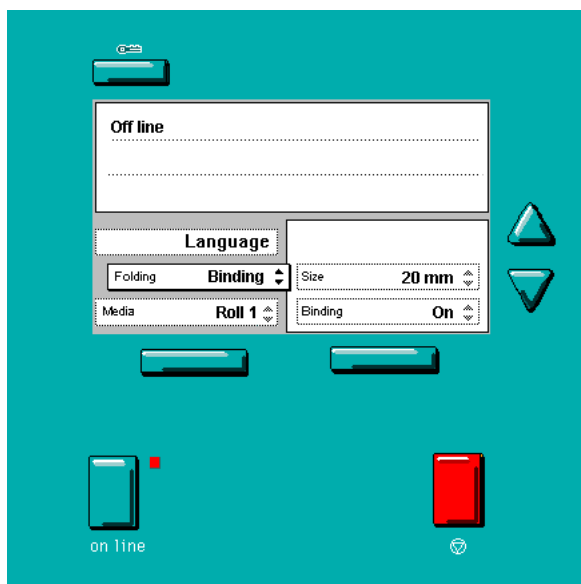 Off line
Language
Folding Binding
Size 20 mm
Media Roll 1
Binding On
on line